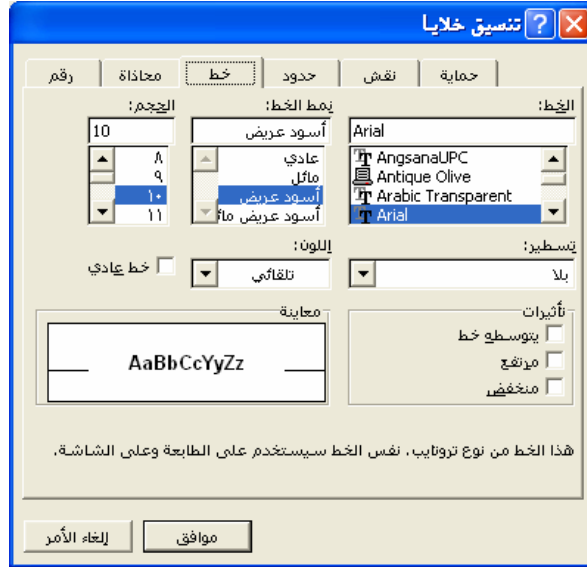 تنسيق خلايا
رقم محاذاة خط حدود نقش حماية
الخط: نمط الخط: الحجم:
Arial أسود عريض 10
AngsanaUPC عادي ٨
Antique Olive مائل ٩
Arabic Transparent أسود عريض ١٠
Arial أسود عريض مائ ١١
تسطير: اللون:
بلا تلقائي خط عادي
تأثيرات معاينة
يتوسطه خط
مرتفع
منخفض
AaBbCcYyZz
هذا الخط من نوع تروتايب، نفس الخط سيستخدم على الطابعة وعلى الشاشة.
موافق إلغاء الأمر